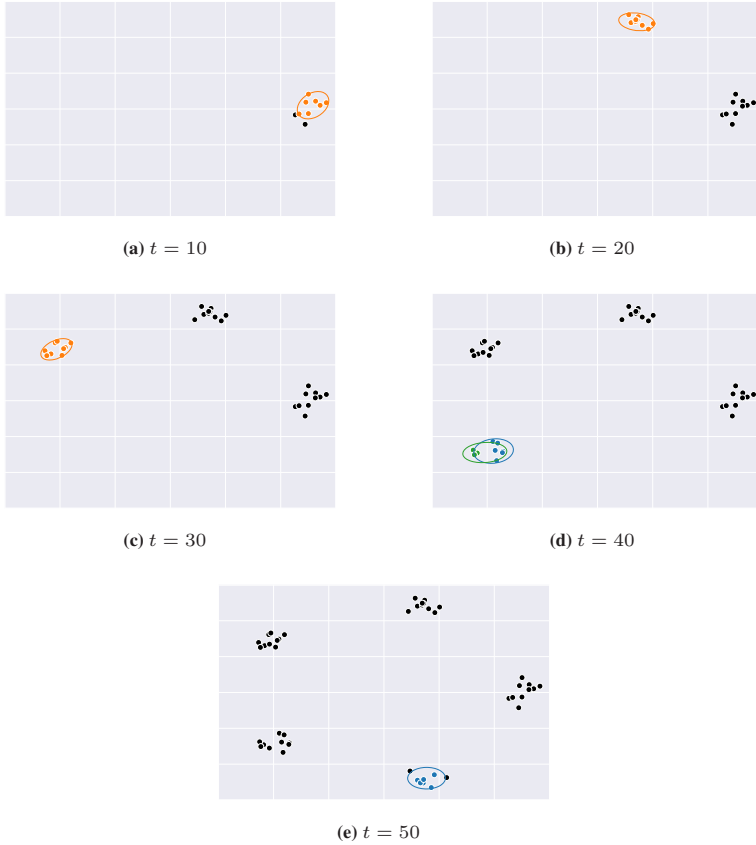 (a) t = 10
(b) t = 20
(c) t = 30
(d) t = 40
(e) t = 50